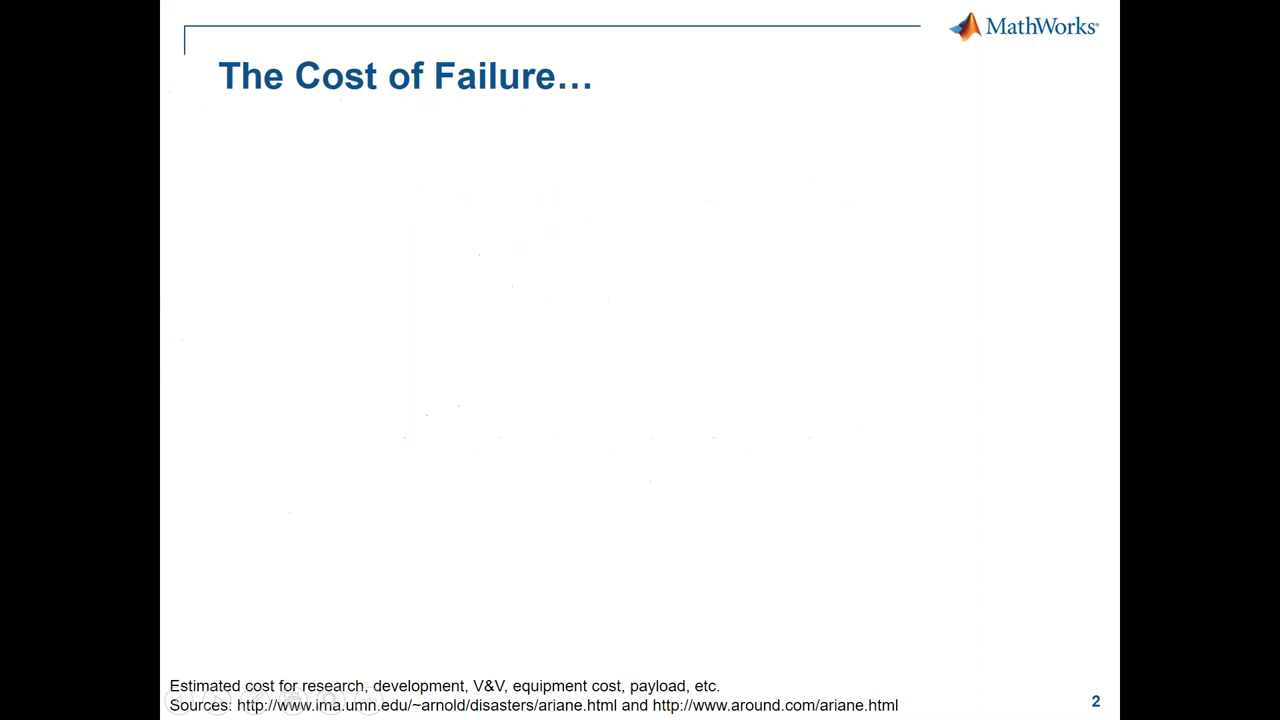 MathWorks®
The Cost of Failure…
Estimated cost for research, development, V&V, equipment cost, payload, etc.
Sources: http://www.ima.umn.edu/~arnold/disasters/ariane.html and http://www.around.com/ariane.html
2